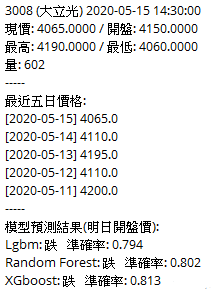 3008 (大立光) 2020-05-15 14:30:00
現價: 4065.0000 / 開盤: 4150.0000
最高: 4190.0000 / 最低: 4060.0000
量: 602
-----
最近五日價格:
[2020-05-15] 4065.0
[2020-05-14] 4110.0
[2020-05-13] 4195.0
[2020-05-12] 4110.0
[2020-05-11] 4200.0
-----
模型預測結果(明日開盤價):
Lgbm: 跌 準確率: 0.794
Random Forest: 跌 準確率: 0.802
XGboost: 跌 準確率: 0.813